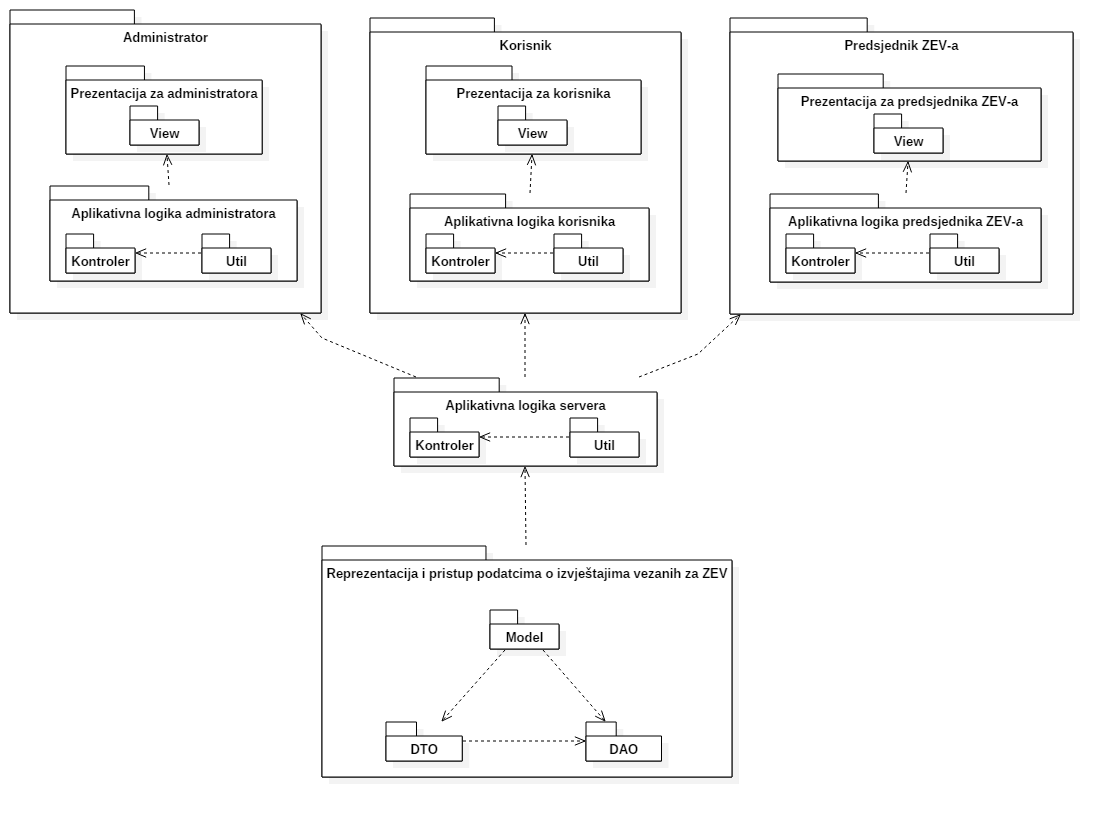 Administrator
Prezentacija za administratora
View
Aplikativna logika administratora
Kontroler
Util
Korisnik
Prezentacija za korisnika
View
Aplikativna logika korisnika
Kontroler
Util
Predsjednik ZEV-a
Prezentacija za predsjednika ZEV-a
View
Aplikativna logika predsjednika ZEV-a
Kontroler
Util
Aplikativna logika servera
Kontroler
Util
Reprezentacija i pristup podatcima o izvještajima vezanih za ZEV
Model
DTO
DAO